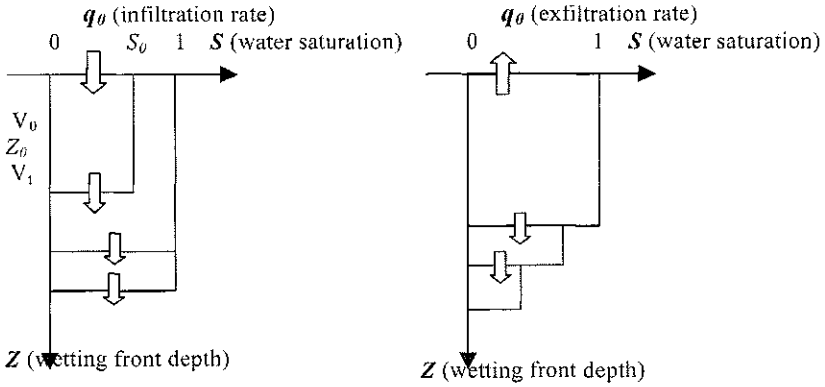 q₀ (infiltration rate)
0 S₀ 1 S (water saturation)
V₀
Z₀
V₁
Z (wetting front depth)
q₀ (exfiltration rate)
0 1 S (water saturation)
Z (wetting front depth)